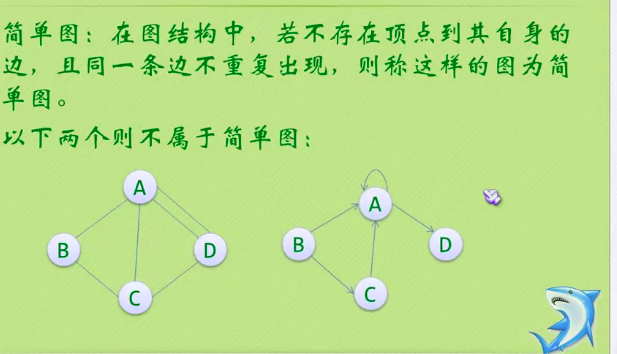 简单图：在图结构中，若不存在顶点到其自身的
边，且同一条边不重复出现，则称这样的图为简
单图。
以下两个则不属于简单图：
A
B
D
C
A
B
D
C